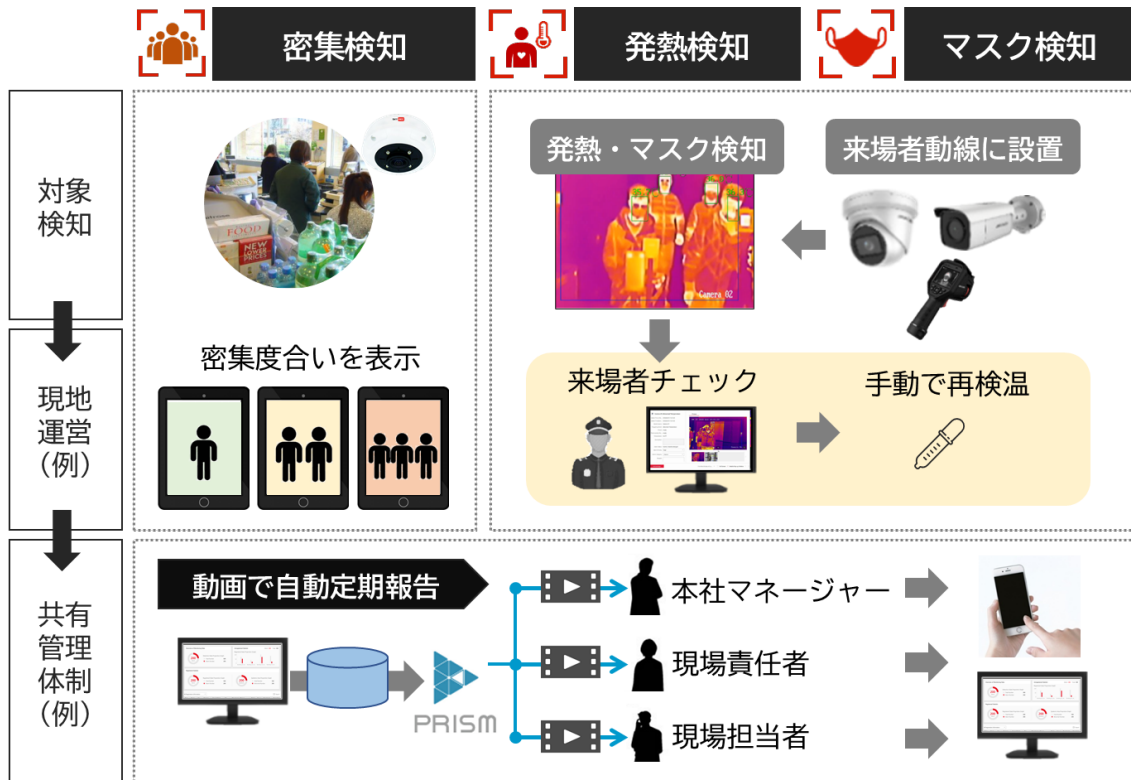 密集検知
発熱検知
マスク検知
対象
検知
FOOD
NEW
LOWER
PRICES
発熱・マスク検知
来場者動線に設置
Camera 02
現地
運営
（例）
密集度合いを表示
来場者チェック
手動で再検温
共有
管理
体制
（例）
動画で自動定期報告
PRISM
本社マネージャー
現場責任者
現場担当者